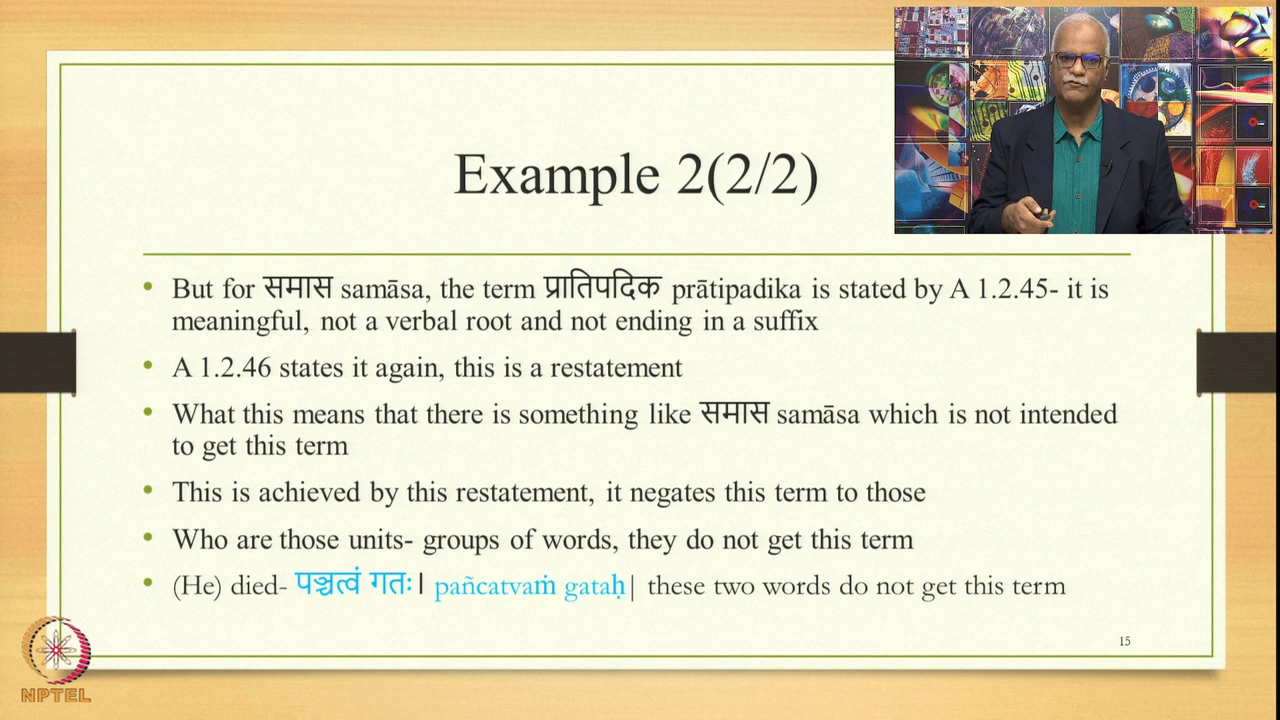 Example 2(2/2)
• But for समास samāsa, the term प्रातिपदिक prātipadika is stated by A 1.2.45- it is
meaningful, not a verbal root and not ending in a suffix
• A 1.2.46 states it again, this is a restatement
• What this means that there is something like समास samāsa which is not intended
to get this term
• This is achieved by this restatement, it negates this term to those
• Who are those units- groups of words, they do not get this term
• (He) died- पञ्चत्वं गतः। pañcatvaṁ gataḥ| these two words do not get this term
15
NPTEL